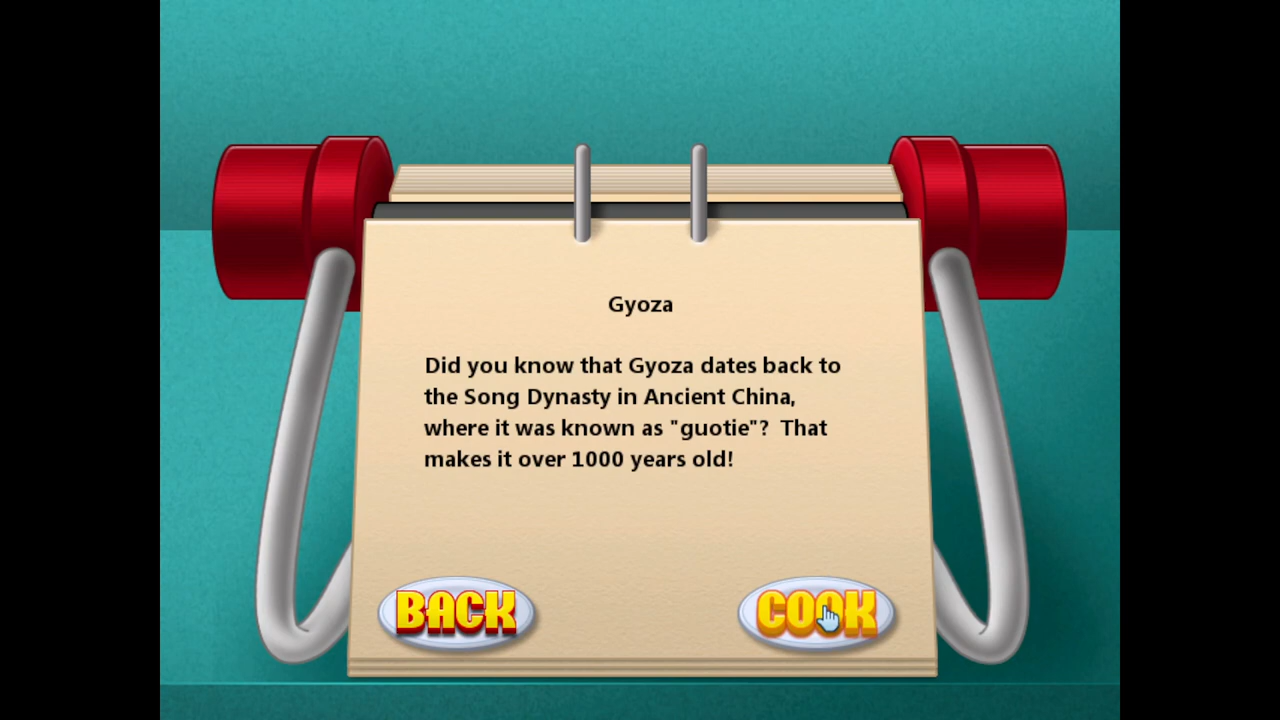 Gyoza
Did you know that Gyoza dates back to
the Song Dynasty in Ancient China,
where it was known as "guotie"?  That
makes it over 1000 years old!
BACK
COOK